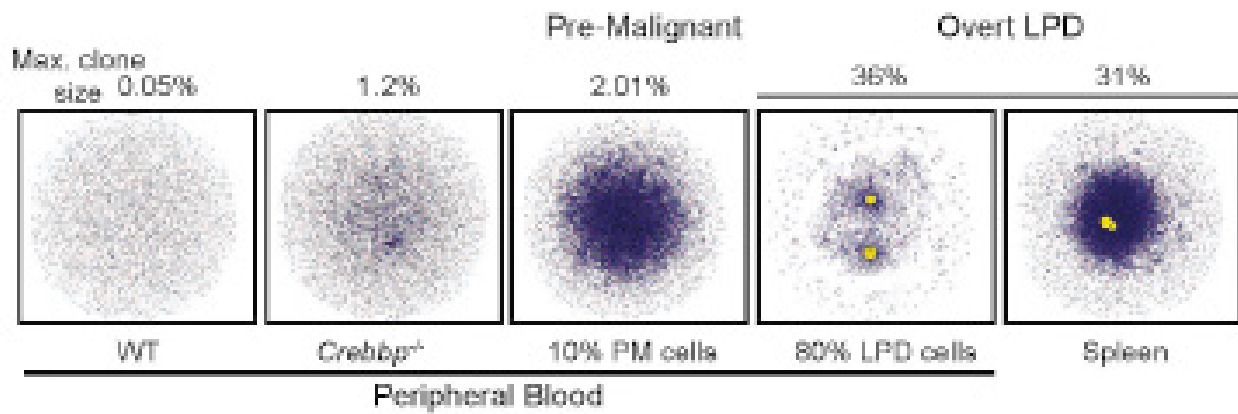 Pre-Malignant Overt LPD
Max. clone
size 0.05% 1.2% 2.01% 36% 31%
WT Crebbp-/- 10% PM cells 80% LPD cells Spleen
Peripheral Blood